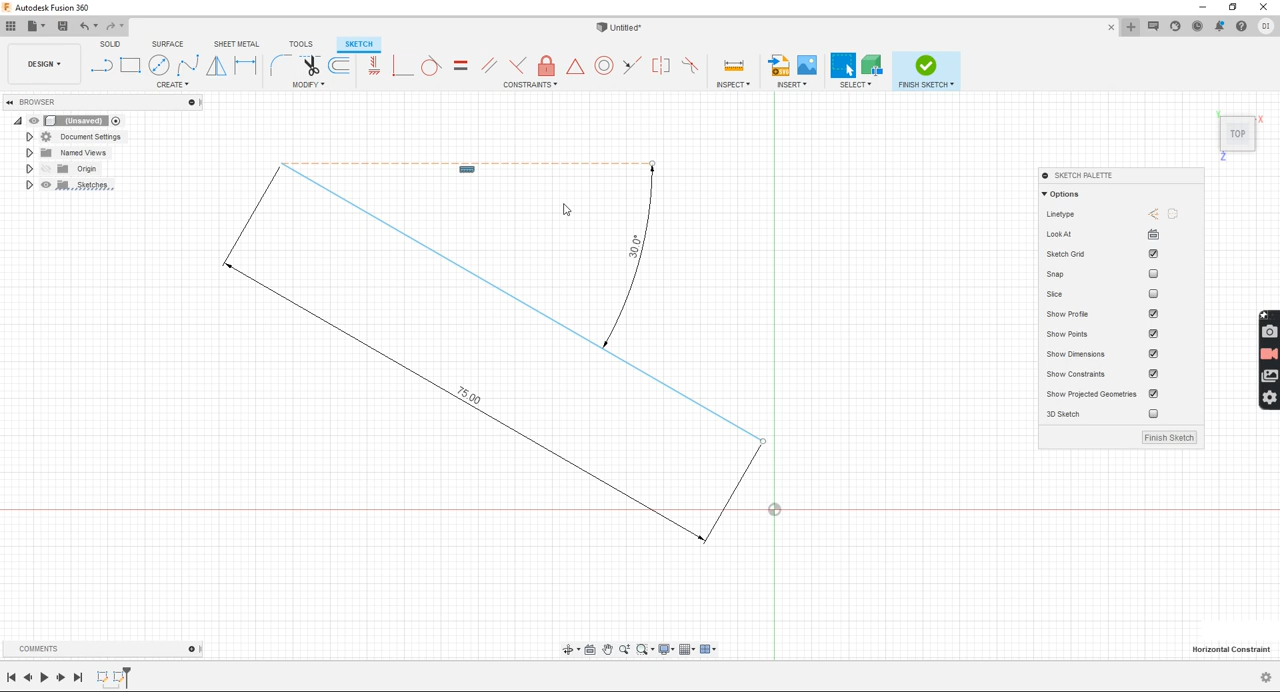 Autodesk Fusion 360
Untitled*
DI
DESIGN
SOLID SURFACE SHEET METAL TOOLS SKETCH
CREATE MODIFY CONSTRAINTS INSPECT INSERT SELECT FINISH SKETCH
BROWSER
(Unsaved)
Document Settings
Named Views
Origin
Sketches
TOP
X
Y
Z
30.0°
75.00
SKETCH PALETTE
Options
Linetype
Look At
Sketch Grid
Snap
Slice
Show Profile
Show Points
Show Dimensions
Show Constraints
Show Projected Geometries
3D Sketch
Finish Sketch
COMMENTS
Horizontal Constraint